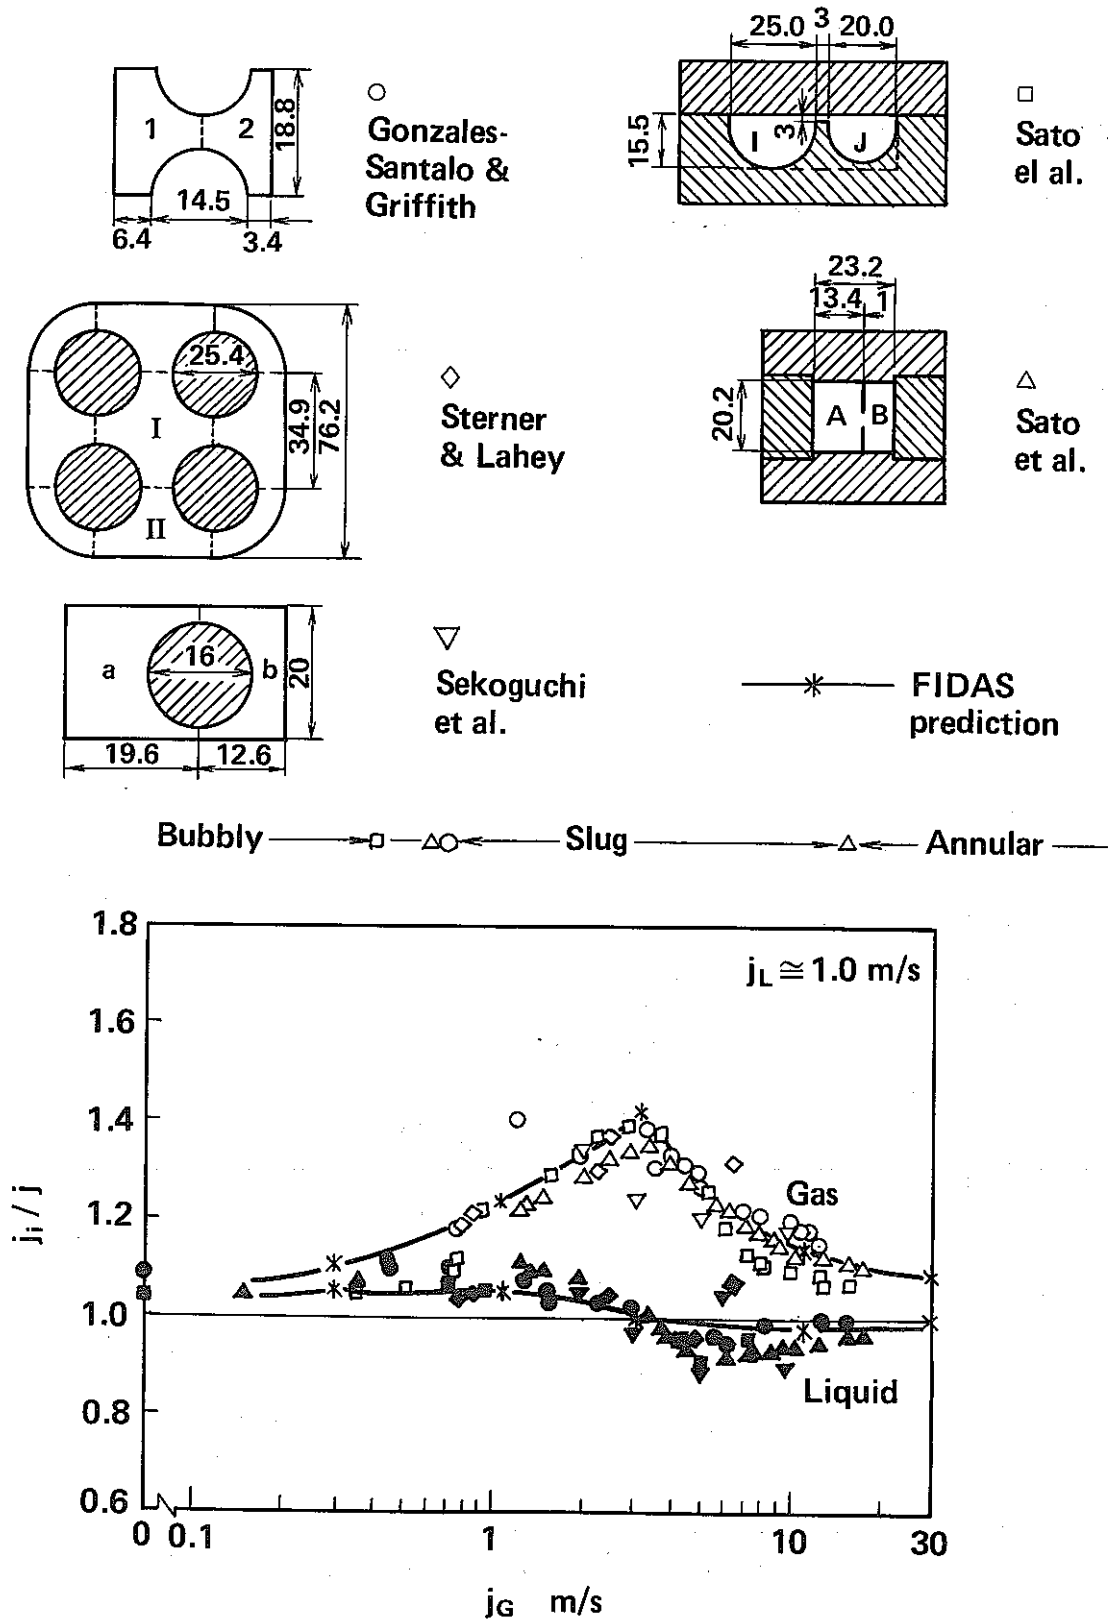 1
2
18.8
14.5
6.4
3.4
Gonzales-
Santalo &
Griffith
25.0
3
20.0
15.5
3
I
J
Sato
el al.
25.4
34.9
76.2
I
II
Sterner
& Lahey
23.2
13.4
1
20.2
A
B
Sato
et al.
a
16
b
20
19.6
12.6
Sekoguchi
et al.
FIDAS
prediction
Bubbly
Slug
Annular
1.8
1.6
1.4
1.2
1.0
0.8
0.6
ji / j
jL ≅ 1.0 m/s
Gas
Liquid
0
0.1
1
10
30
jG m/s